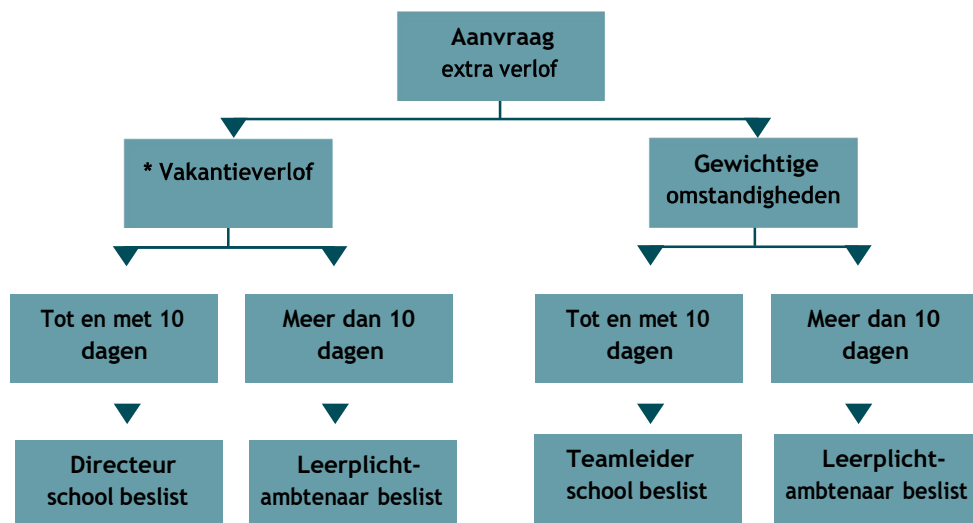 Aanvraag
extra verlof
* Vakantieverlof
Gewichtige
omstandigheden
Tot en met 10
dagen
Meer dan 10
dagen
Tot en met 10
dagen
Meer dan 10
dagen
Directeur
school beslist
Leerplicht-
ambtenaar beslist
Teamleider
school beslist
Leerplicht-
ambtenaar beslist